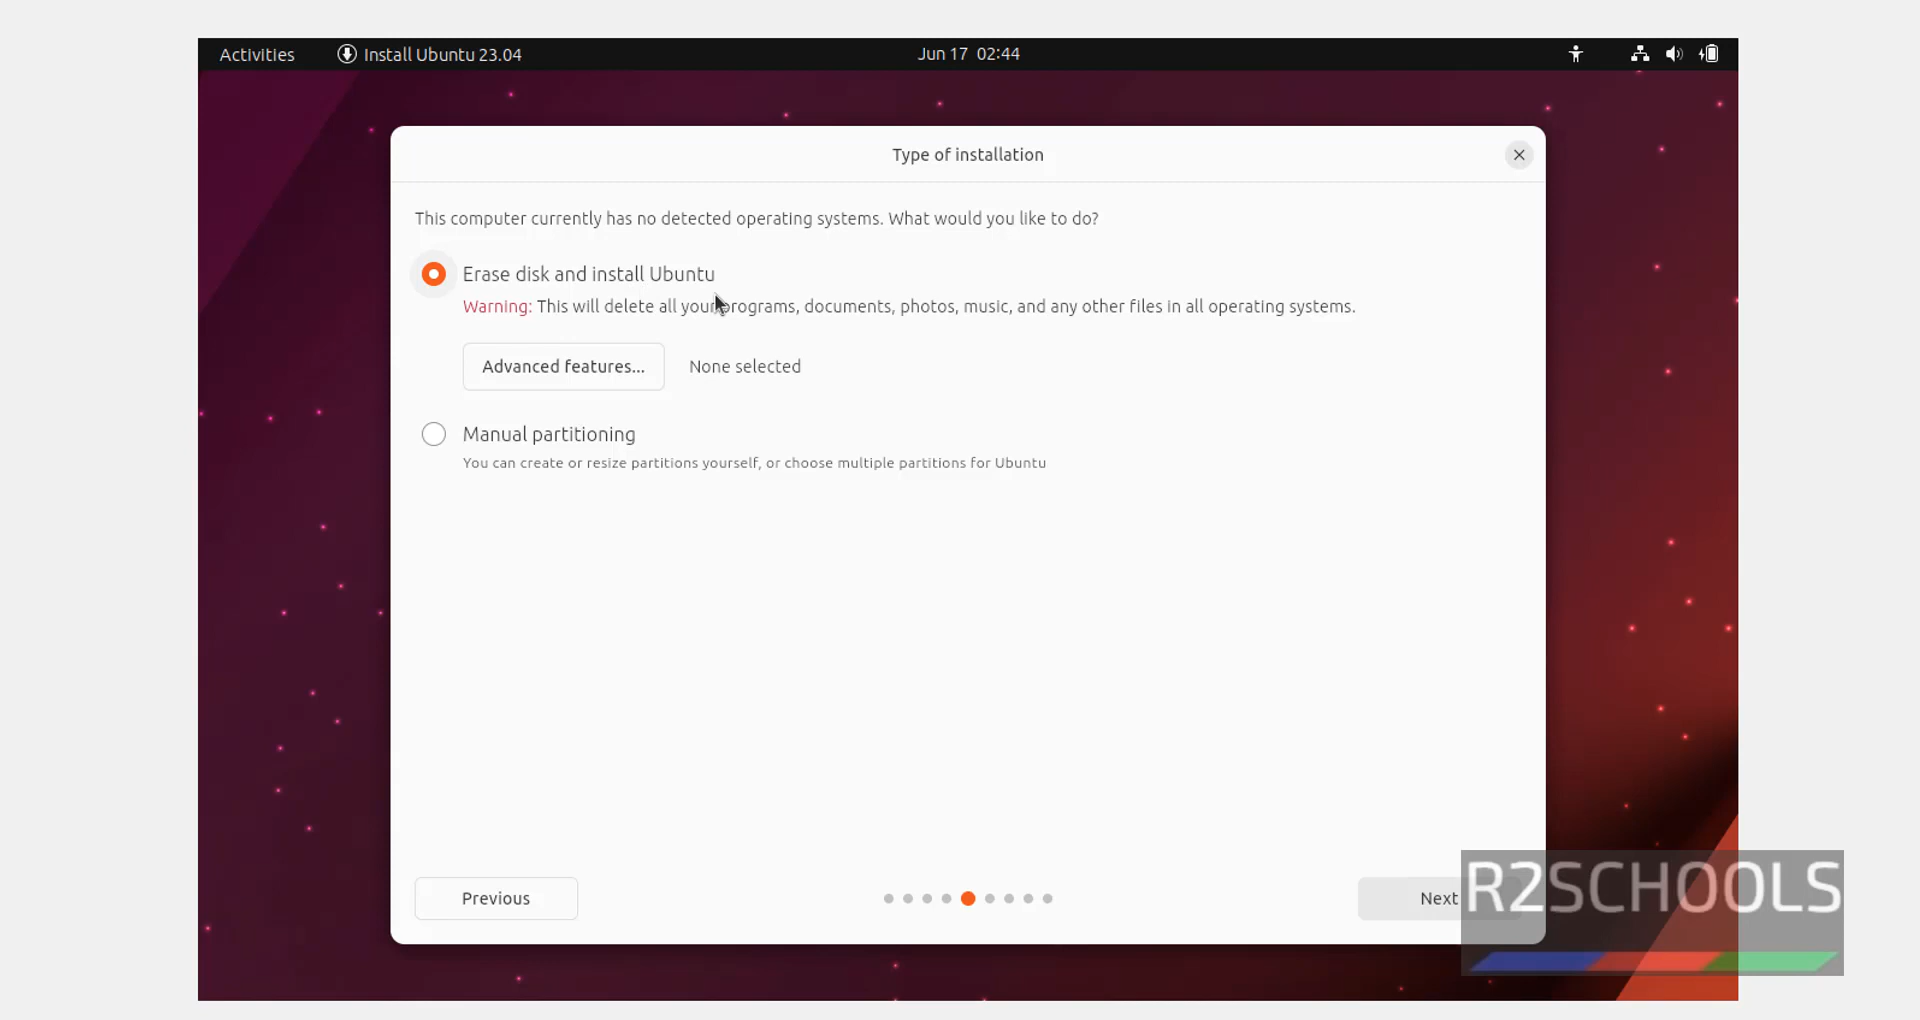 Activities Install Ubuntu 23.04 Jun 17 02:44
Type of installation
This computer currently has no detected operating systems. What would you like to do?
Erase disk and install Ubuntu
Warning: This will delete all your programs, documents, photos, music, and any other files in all operating systems.
Advanced features... None selected
Manual partitioning
You can create or resize partitions yourself, or choose multiple partitions for Ubuntu
Previous Next
R2SCHOOLS